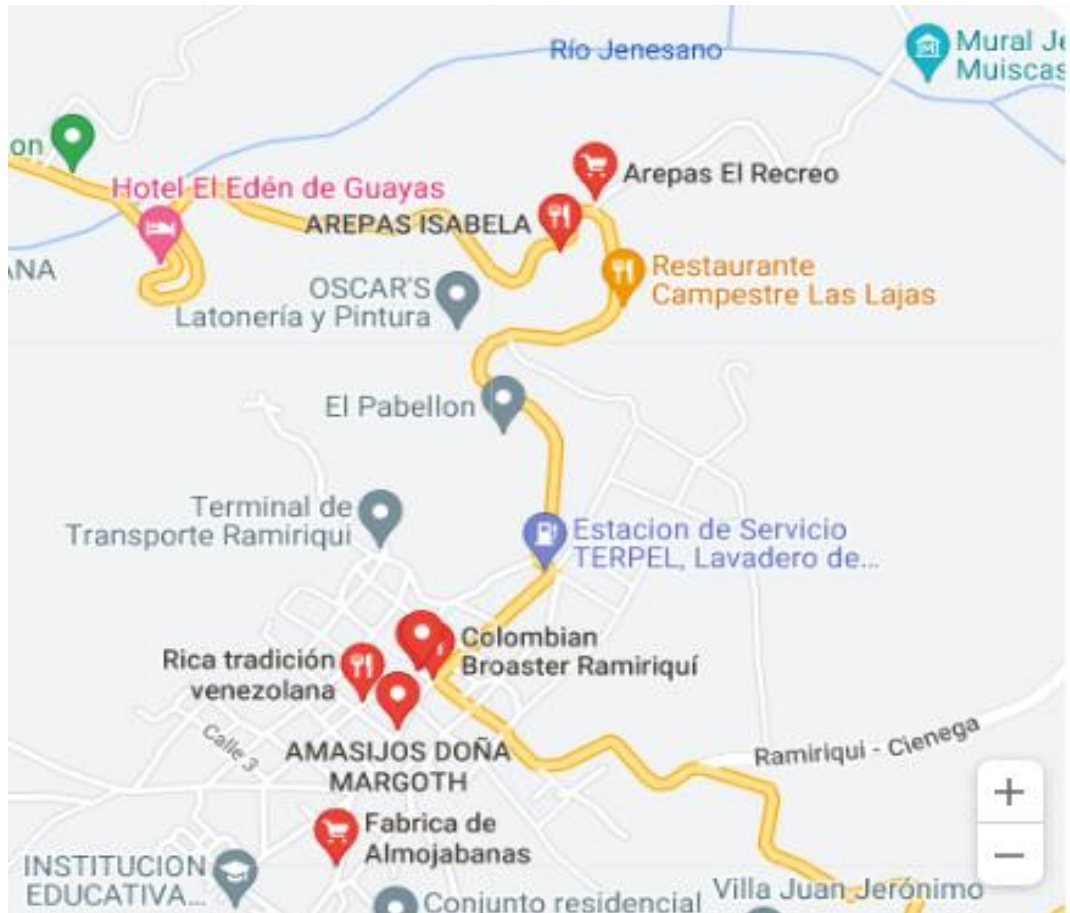 Río Jenesano
Mural Je
Muiscas
on
Hotel El Edén de Guayas
Arepas El Recreo
AREPAS ISABELA
ANA
Restaurante
Campestre Las Lajas
OSCAR'S
Latonería y Pintura
El Pabellon
Terminal de
Transporte Ramiriqui
Estacion de Servicio
TERPEL, Lavadero de...
Colombian
Broaster Ramiriquí
Rica tradición
venezolana
Calle 3
AMASIJOS DOÑA
MARGOTH
Ramiriqui - Cienega
Fabrica de
Almojabanas
INSTITUCION
EDUCATIVA...
Conjunto residencial
Villa Juan Jerónimo